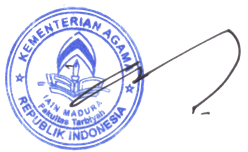 KEMENTERIAN AGAMA
IAIN MADURA
Fakultas Tarbiyah
REPUBLIK INDONESIA